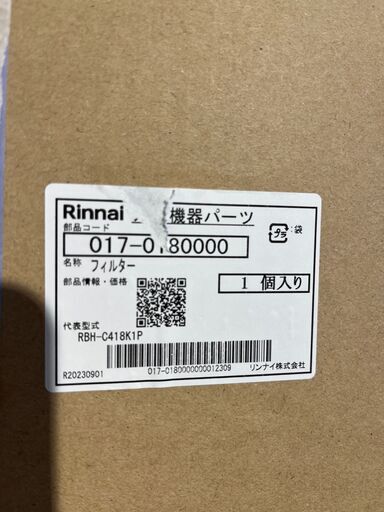 Rinnai 機器パーツ
部品コード
017-0180000
プラ :袋
名称 フィルター
部品情報・価格
1 個入り
代表型式
RBH-C418K1P
R20230901
017-0180000000012309
リンナイ株式会社